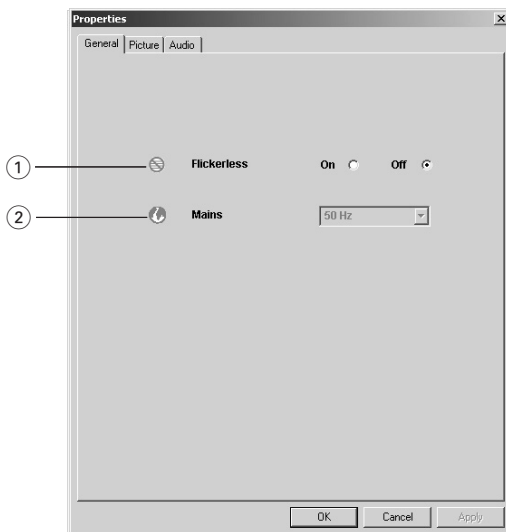 Properties
General Picture Audio
1 Flickerless On Off
2 Mains 50 Hz
OK Cancel Apply